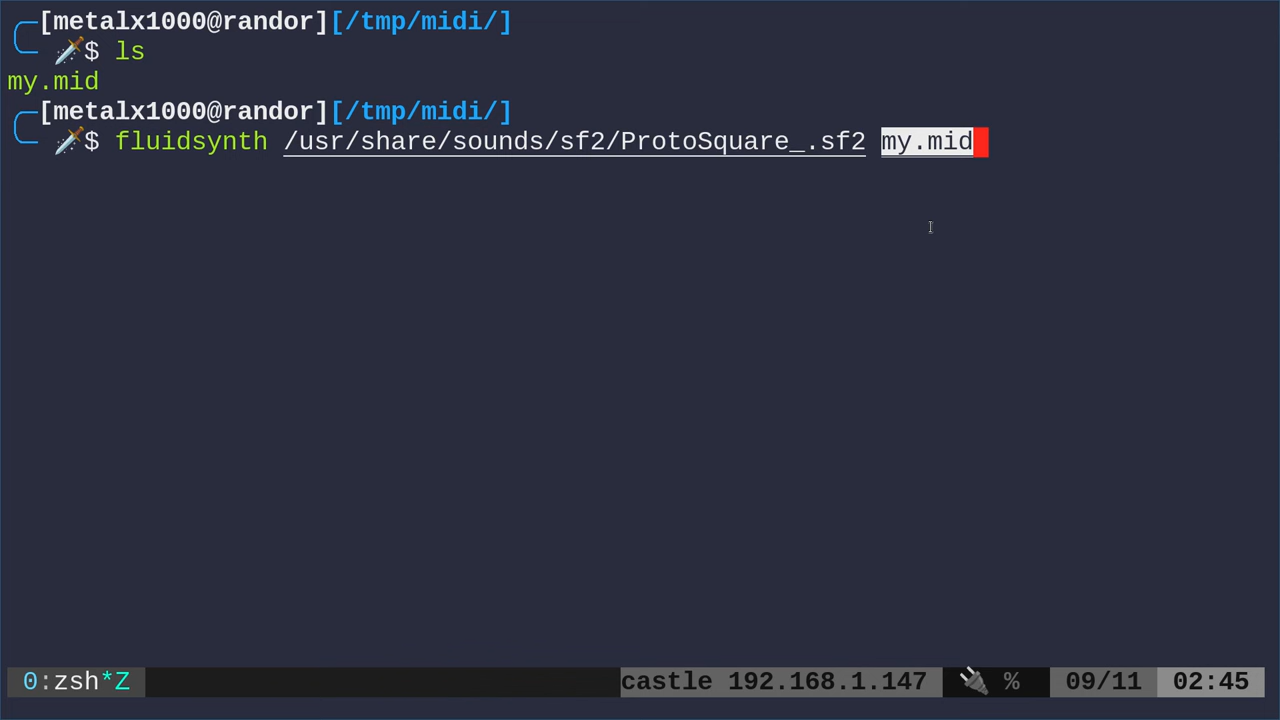 [metalx1000@randor][/tmp/midi/]
🗡️$ ls
my.mid
[metalx1000@randor][/tmp/midi/]
🗡️$ fluidsynth /usr/share/sounds/sf2/ProtoSquare_.sf2 my.mid
0:zsh*Z castle 192.168.1.147 🔌 % 09/11 02:45